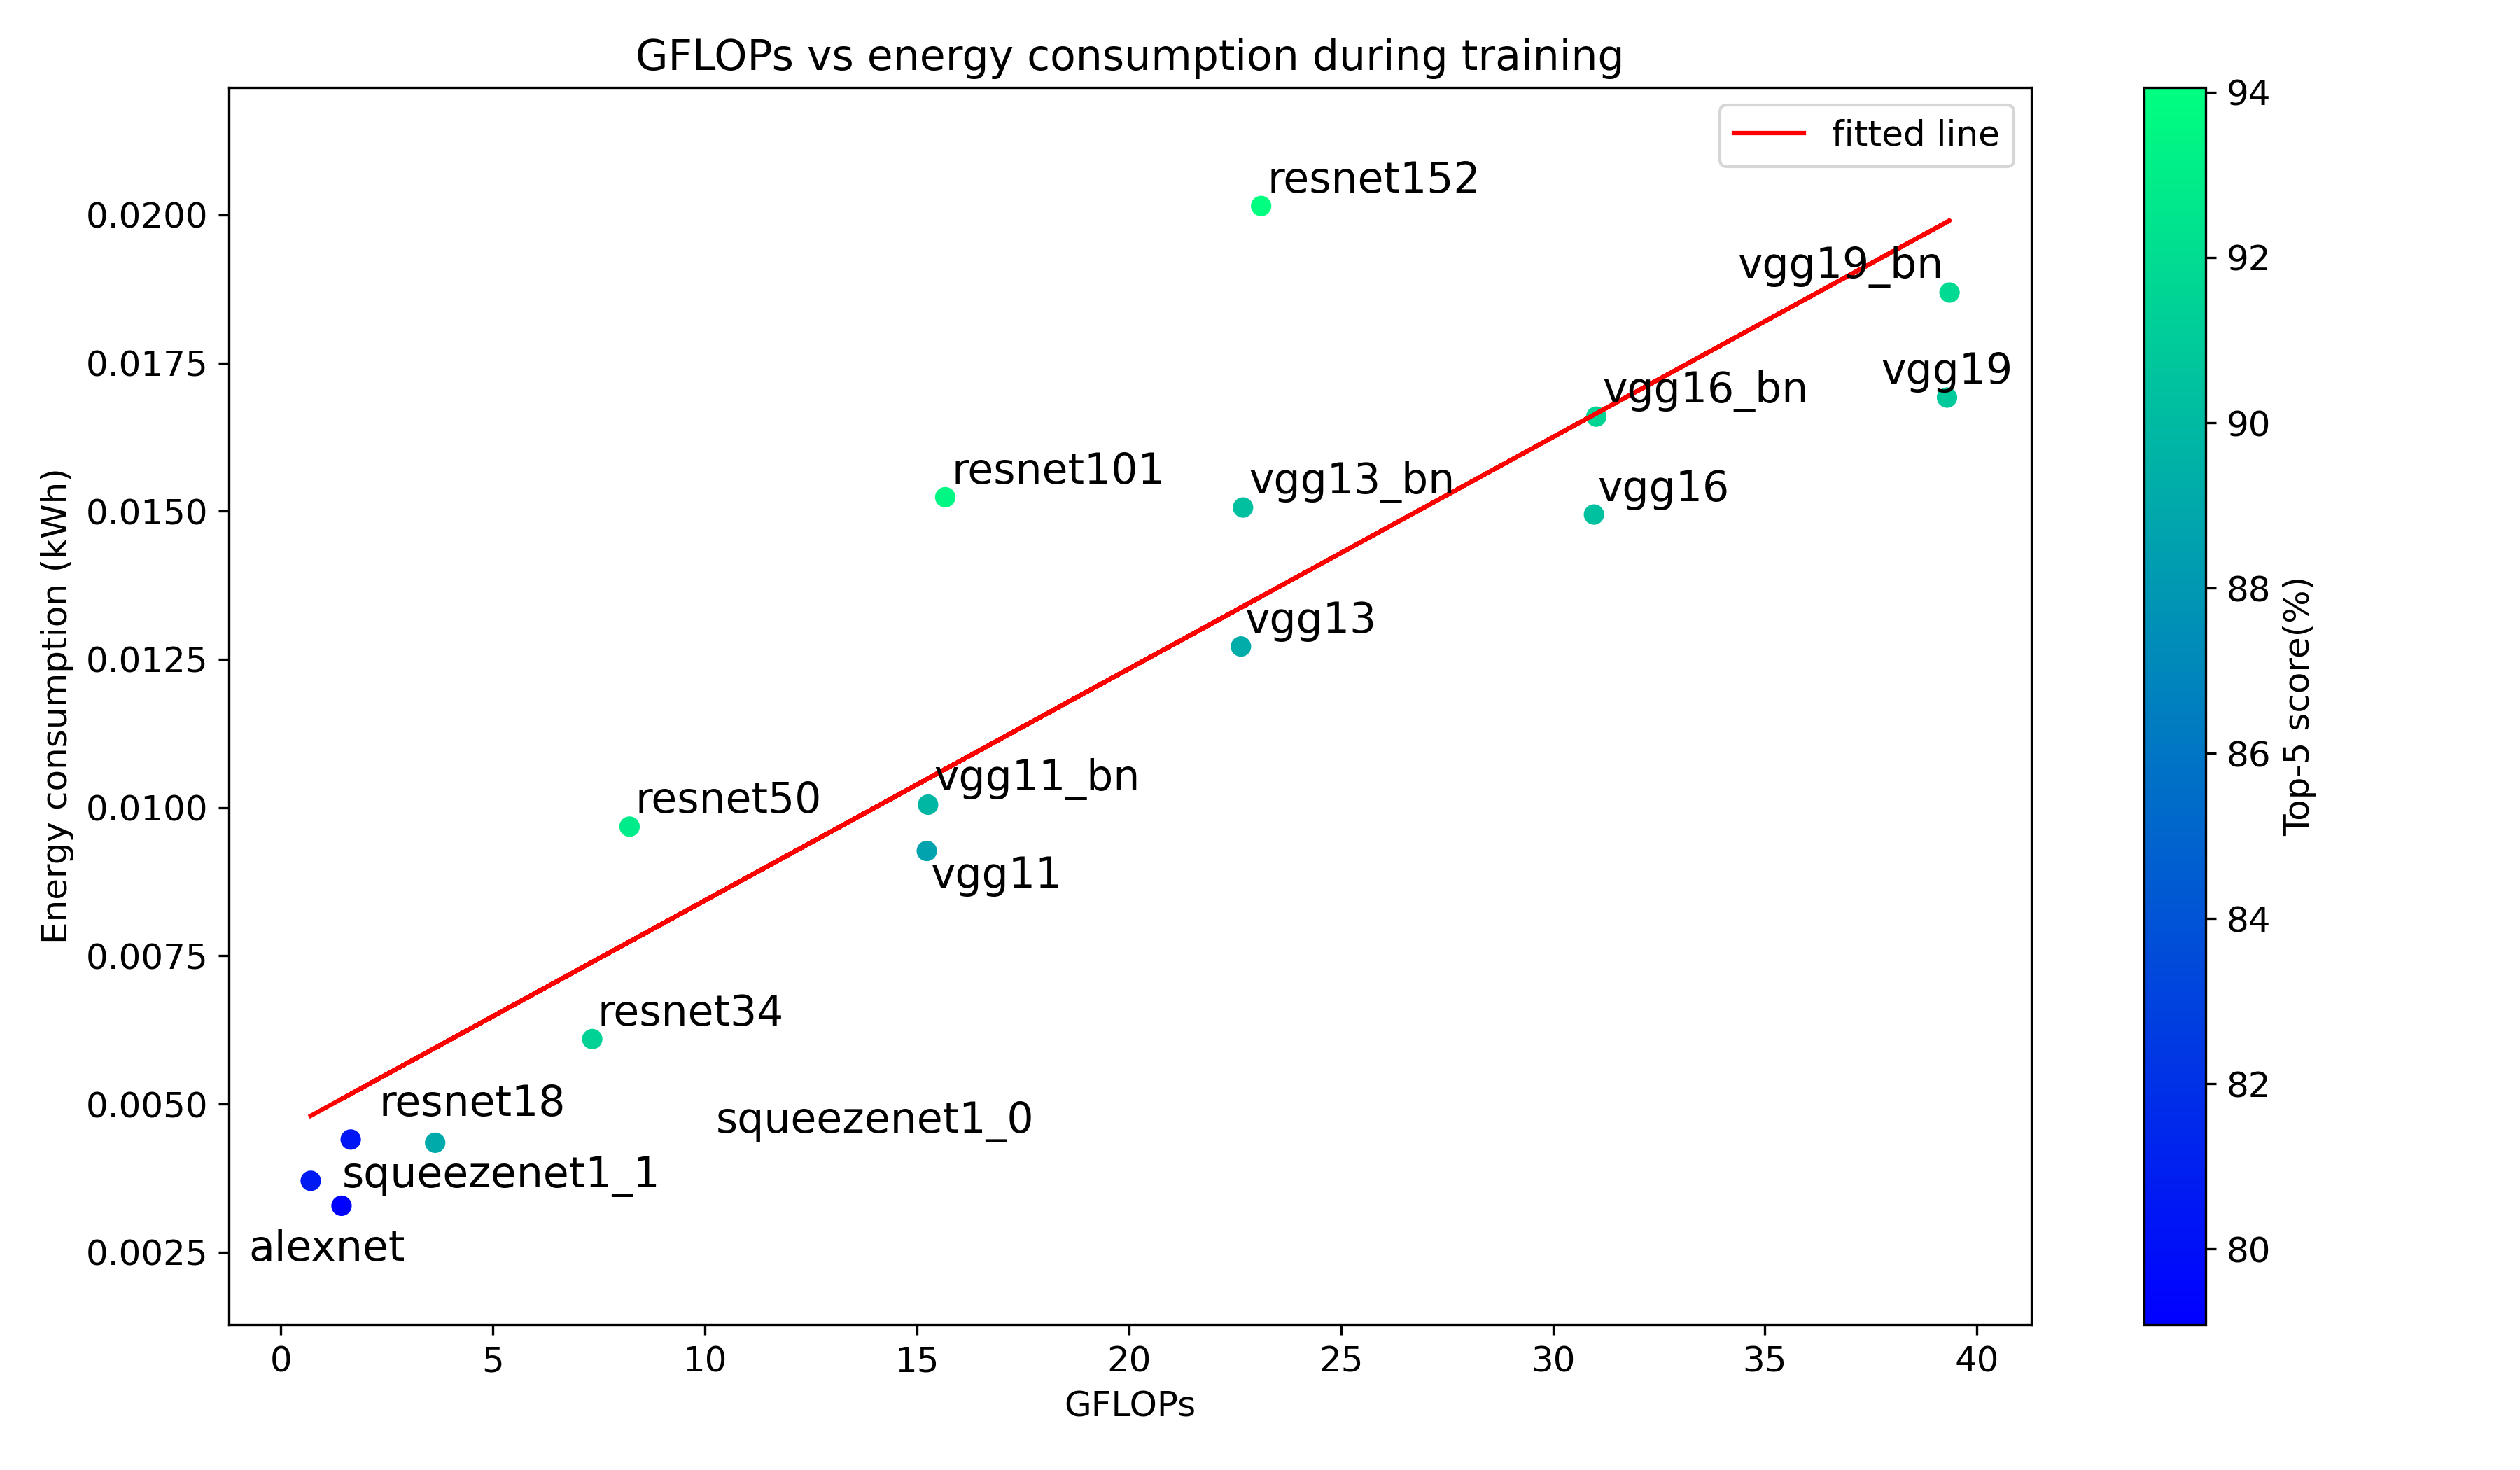 GFLOPs vs energy consumption during training
fitted line
resnet152
vgg19_bn
vgg19
vgg16_bn
resnet101
vgg13_bn
vgg16
vgg13
vgg11_bn
resnet50
vgg11
resnet34
resnet18
squeezenet1_0
squeezenet1_1
alexnet
0.0200
0.0175
0.0150
0.0125
0.0100
0.0075
0.0050
0.0025
Energy consumption (kWh)
0 5 10 15 20 25 30 35 40
GFLOPs
94
92
90
88
86
84
82
80
Top-5 score(%)